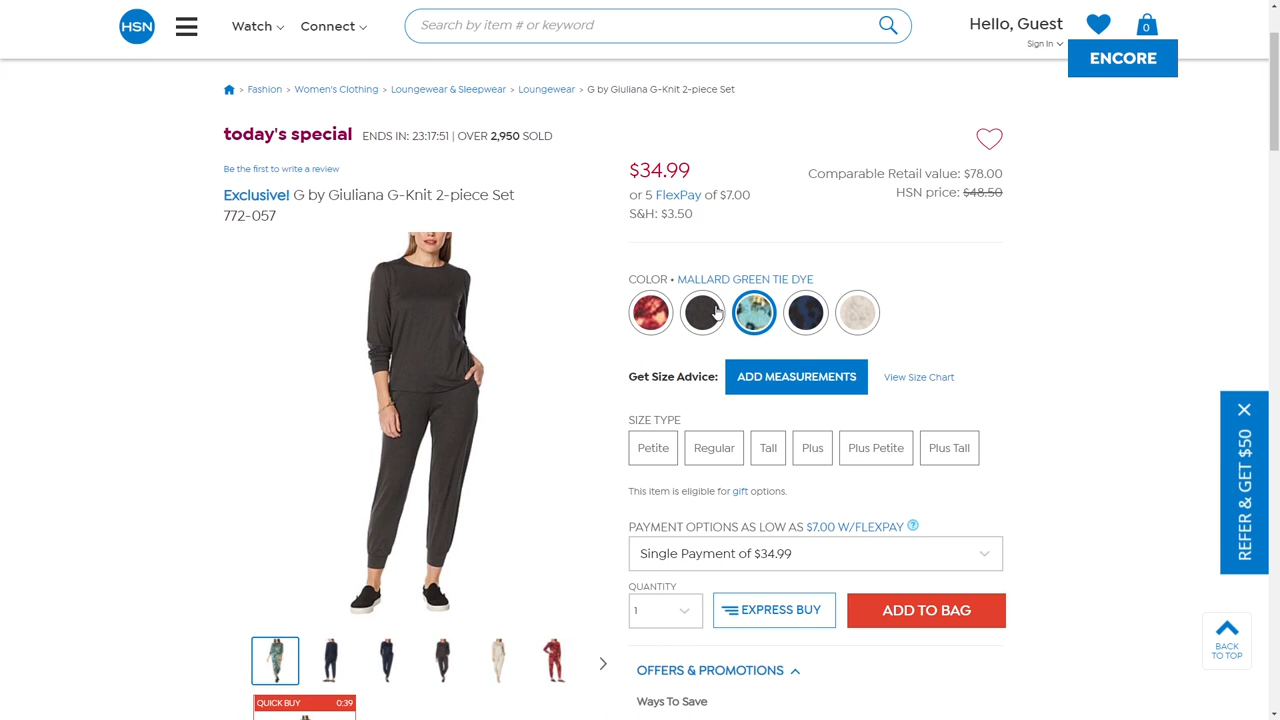 HSN
Watch
Connect
Search by item # or keyword
Hello, Guest
Sign In
0
ENCORE
> Fashion > Women's Clothing > Loungewear & Sleepwear > Loungewear > G by Giuliana G-Knit 2-piece Set
today's special ENDS IN: 23:17:51 | OVER 2,950 SOLD
Be the first to write a review
Exclusive! G by Giuliana G-Knit 2-piece Set
772-057
$34.99
or 5 FlexPay of $7.00
S&H: $3.50
Comparable Retail value: $78.00
HSN price: $48.50
COLOR • MALLARD GREEN TIE DYE
Get Size Advice: ADD MEASUREMENTS View Size Chart
SIZE TYPE
Petite Regular Tall Plus Plus Petite Plus Tall
This item is eligible for gift options.
PAYMENT OPTIONS AS LOW AS $7.00 W/FLEXPAY ?
Single Payment of $34.99
QUANTITY
1
EXPRESS BUY
ADD TO BAG
OFFERS & PROMOTIONS
Ways To Save
QUICK BUY 0:39
REFER & GET $50
BACK
TO TOP